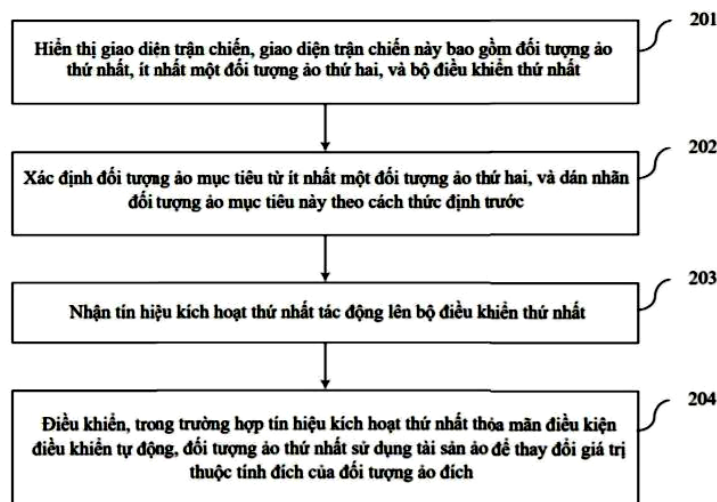 201
Hiển thị giao diện trận chiến, giao diện trận chiến này bao gồm đối tượng ảo
thứ nhất, ít nhất một đối tượng ảo thứ hai, và bộ điều khiển thứ nhất
202
Xác định đối tượng ảo mục tiêu từ ít nhất một đối tượng ảo thứ hai, và dán nhãn
đối tượng ảo mục tiêu này theo cách thức định trước
203
Nhận tín hiệu kích hoạt thứ nhất tác động lên bộ điều khiển thứ nhất
204
Điều khiển, trong trường hợp tín hiệu kích hoạt thứ nhất thỏa mãn điều kiện
điều khiển tự động, đối tượng ảo thứ nhất sử dụng tài sản ảo để thay đổi giá trị
thuộc tính đích của đối tượng ảo đích